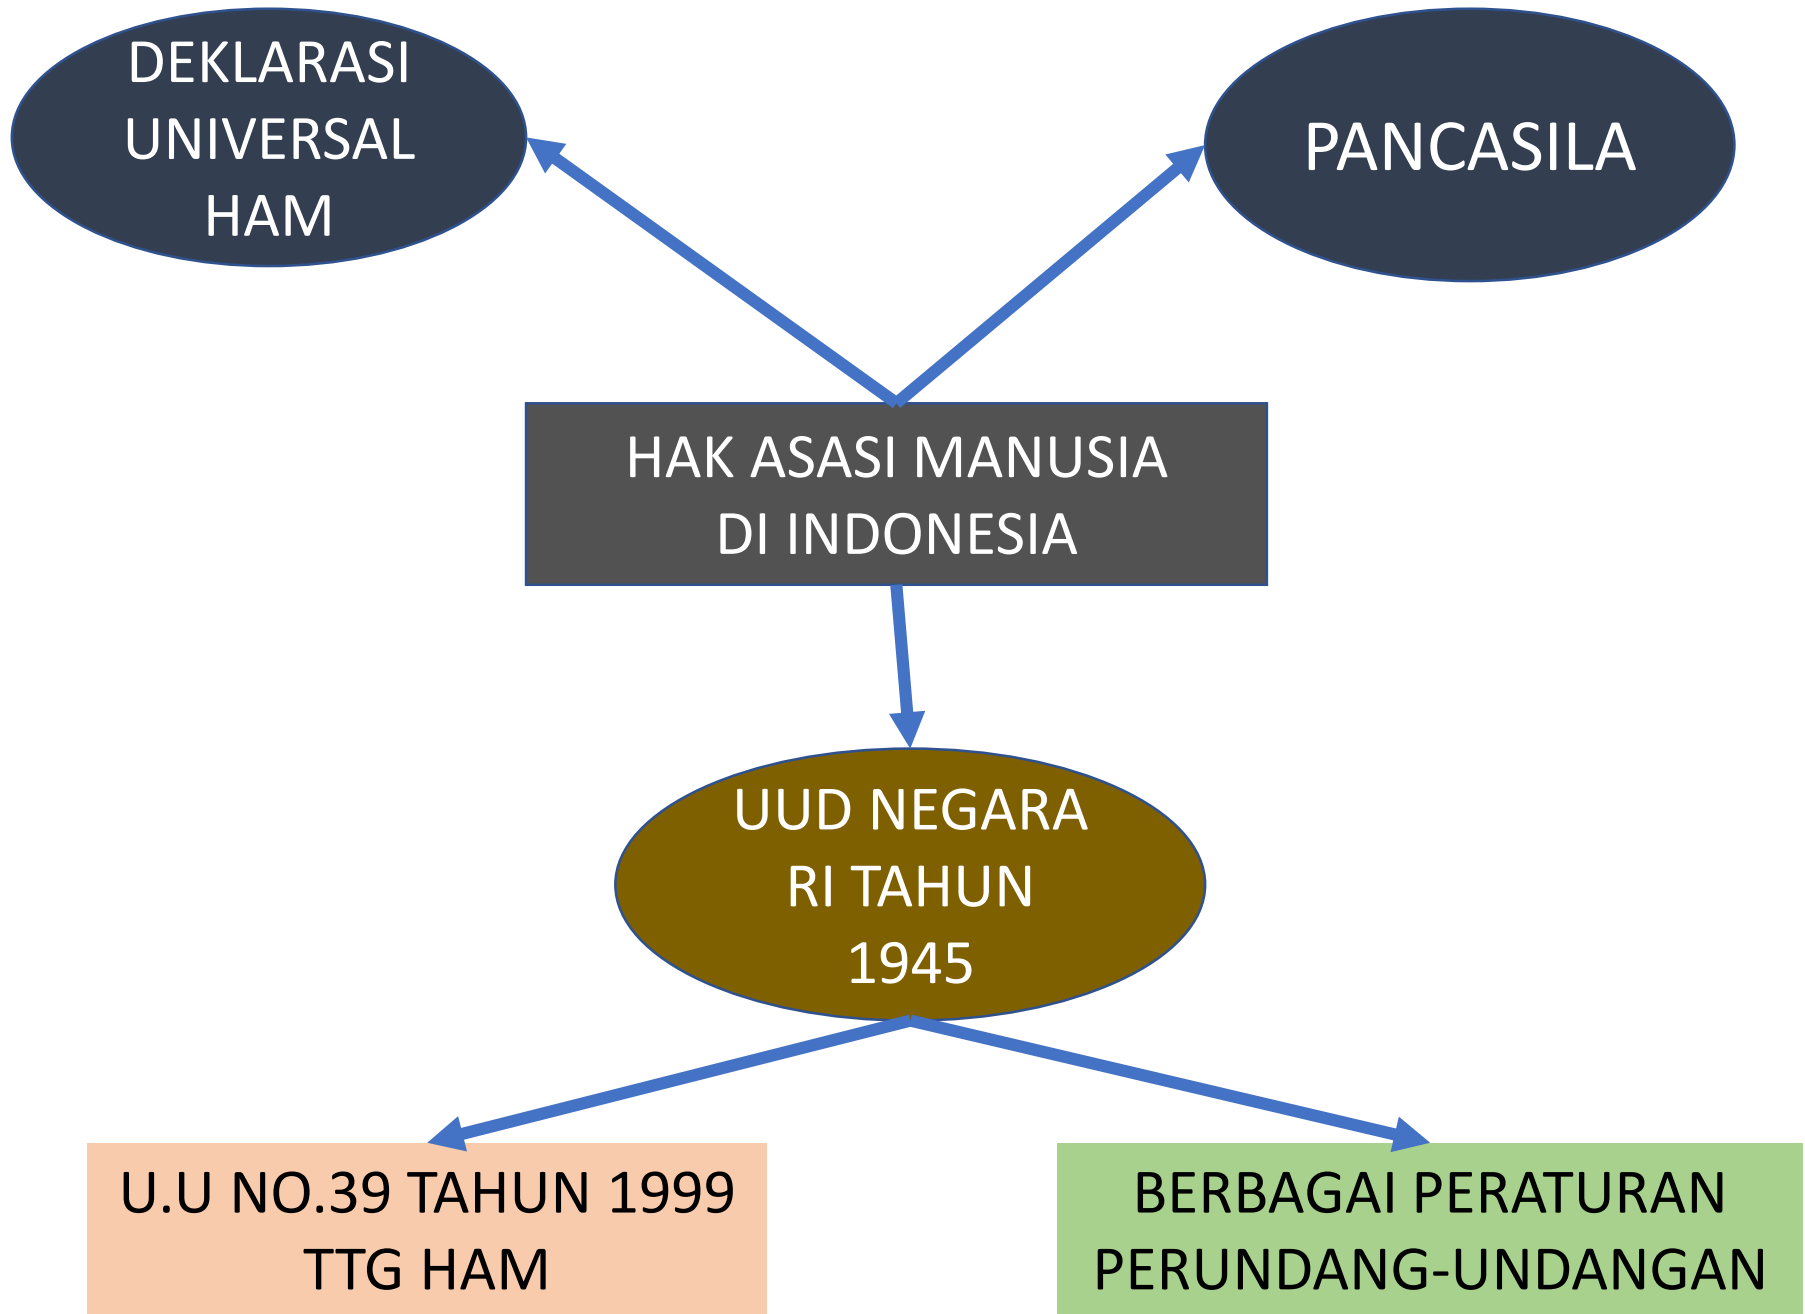 DEKLARASI
UNIVERSAL
HAM
PANCASILA
HAK ASASI MANUSIA
DI INDONESIA
UUD NEGARA
RI TAHUN
1945
U.U NO.39 TAHUN 1999
TTG HAM
BERBAGAI PERATURAN
PERUNDANG-UNDANGAN